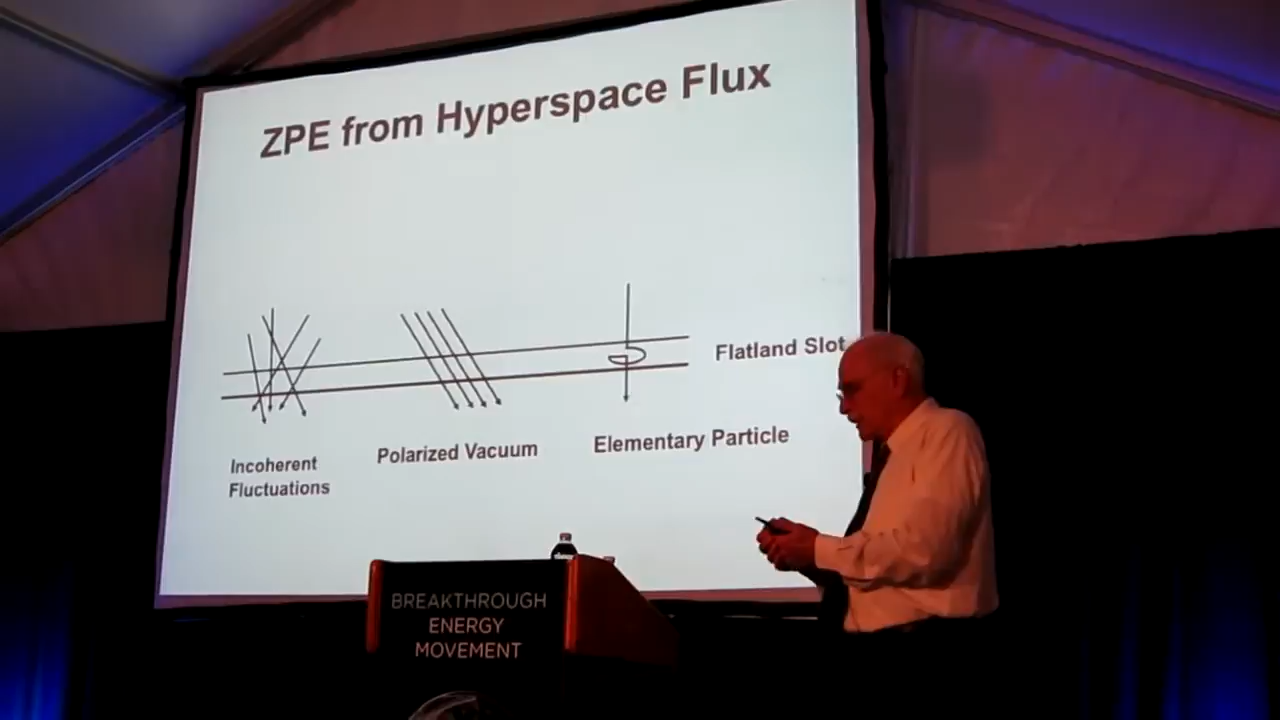 ZPE from Hyperspace Flux
Flatland Slot
Incoherent
Fluctuations
Polarized Vacuum
Elementary Particle
BREAKTHROUGH
ENERGY
MOVEMENT